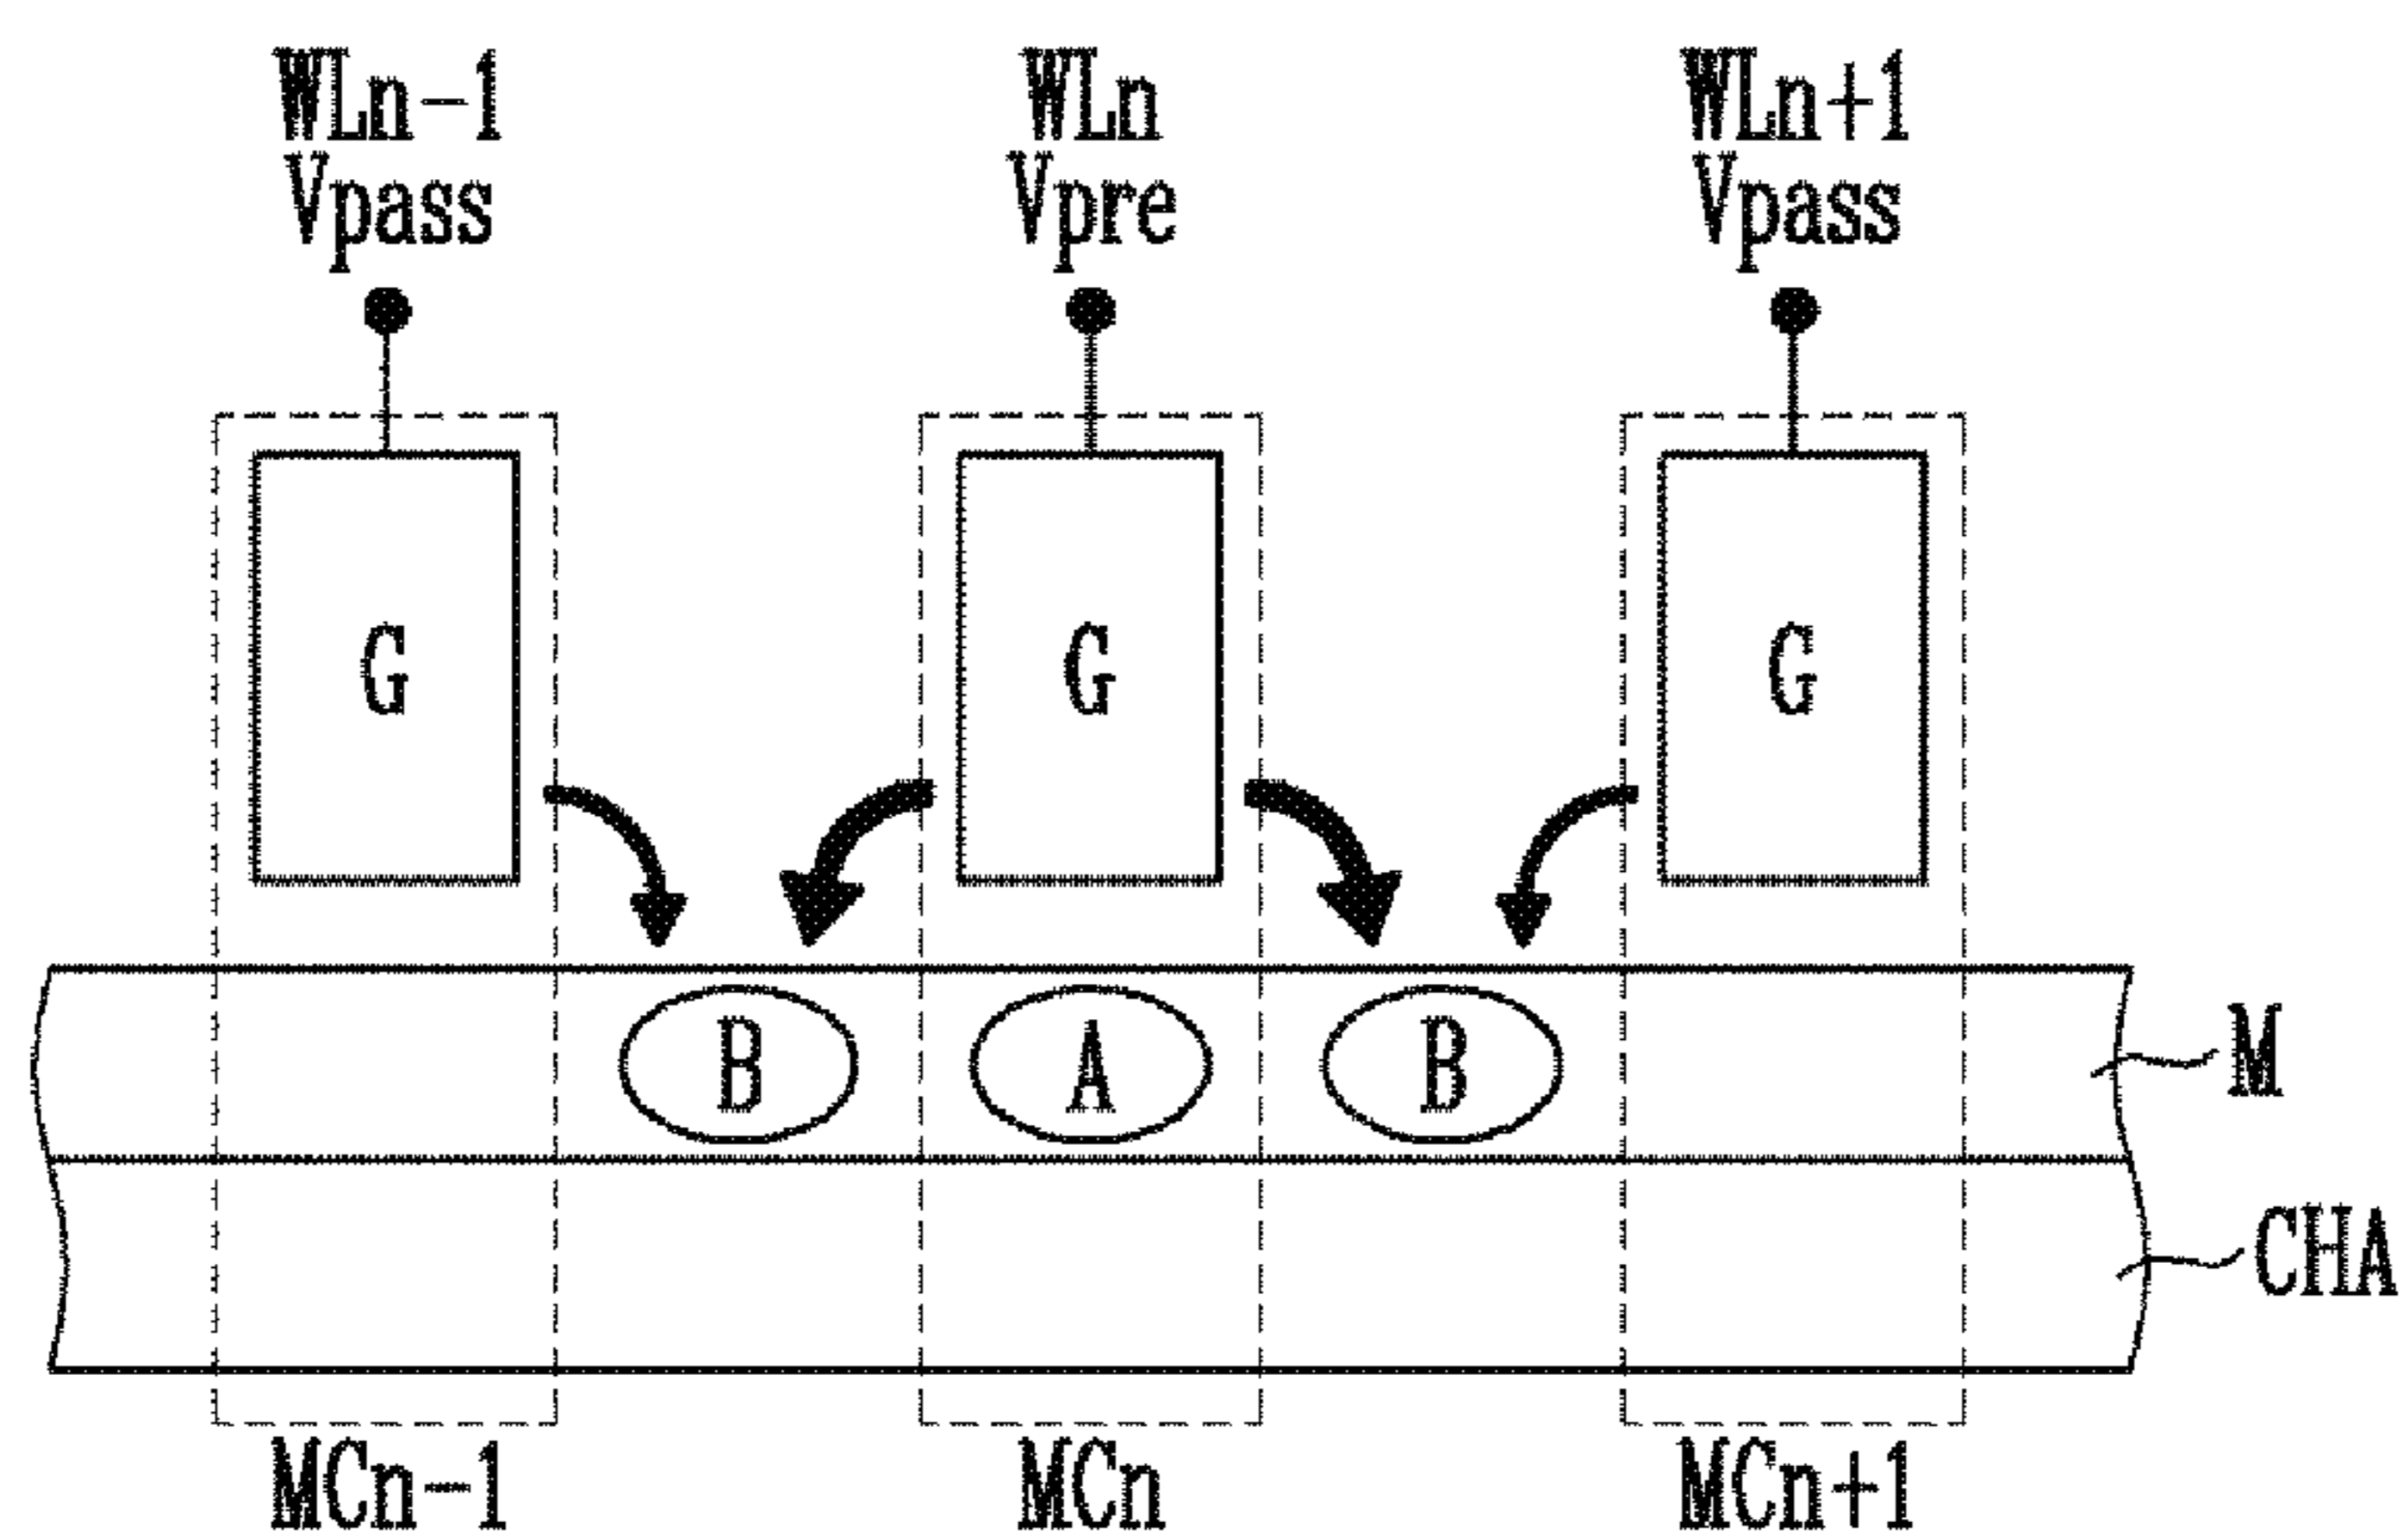 WLn-1 WLn WLn+1
Vpass Vpre Vpass
G G G
B A B M
CHA
MCn-1 MCn MCn+1